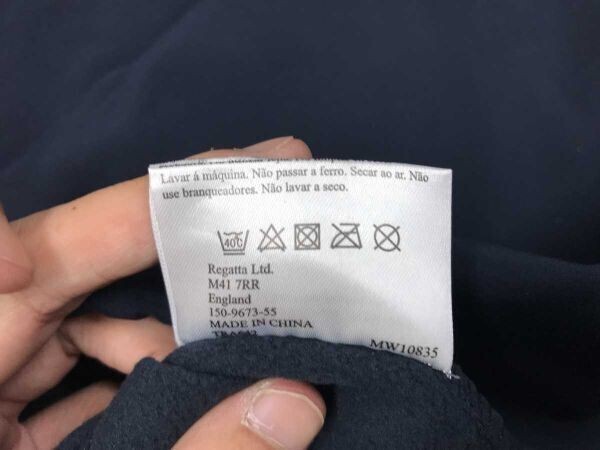 Lavar á máquina. Não passar a ferro. Secar ao ar. Não
use branqueadores. Não lavar a seco.
40C
Regatta Ltd.
M41 7RR
England
150-9673-55
MADE IN CHINA
MW10835